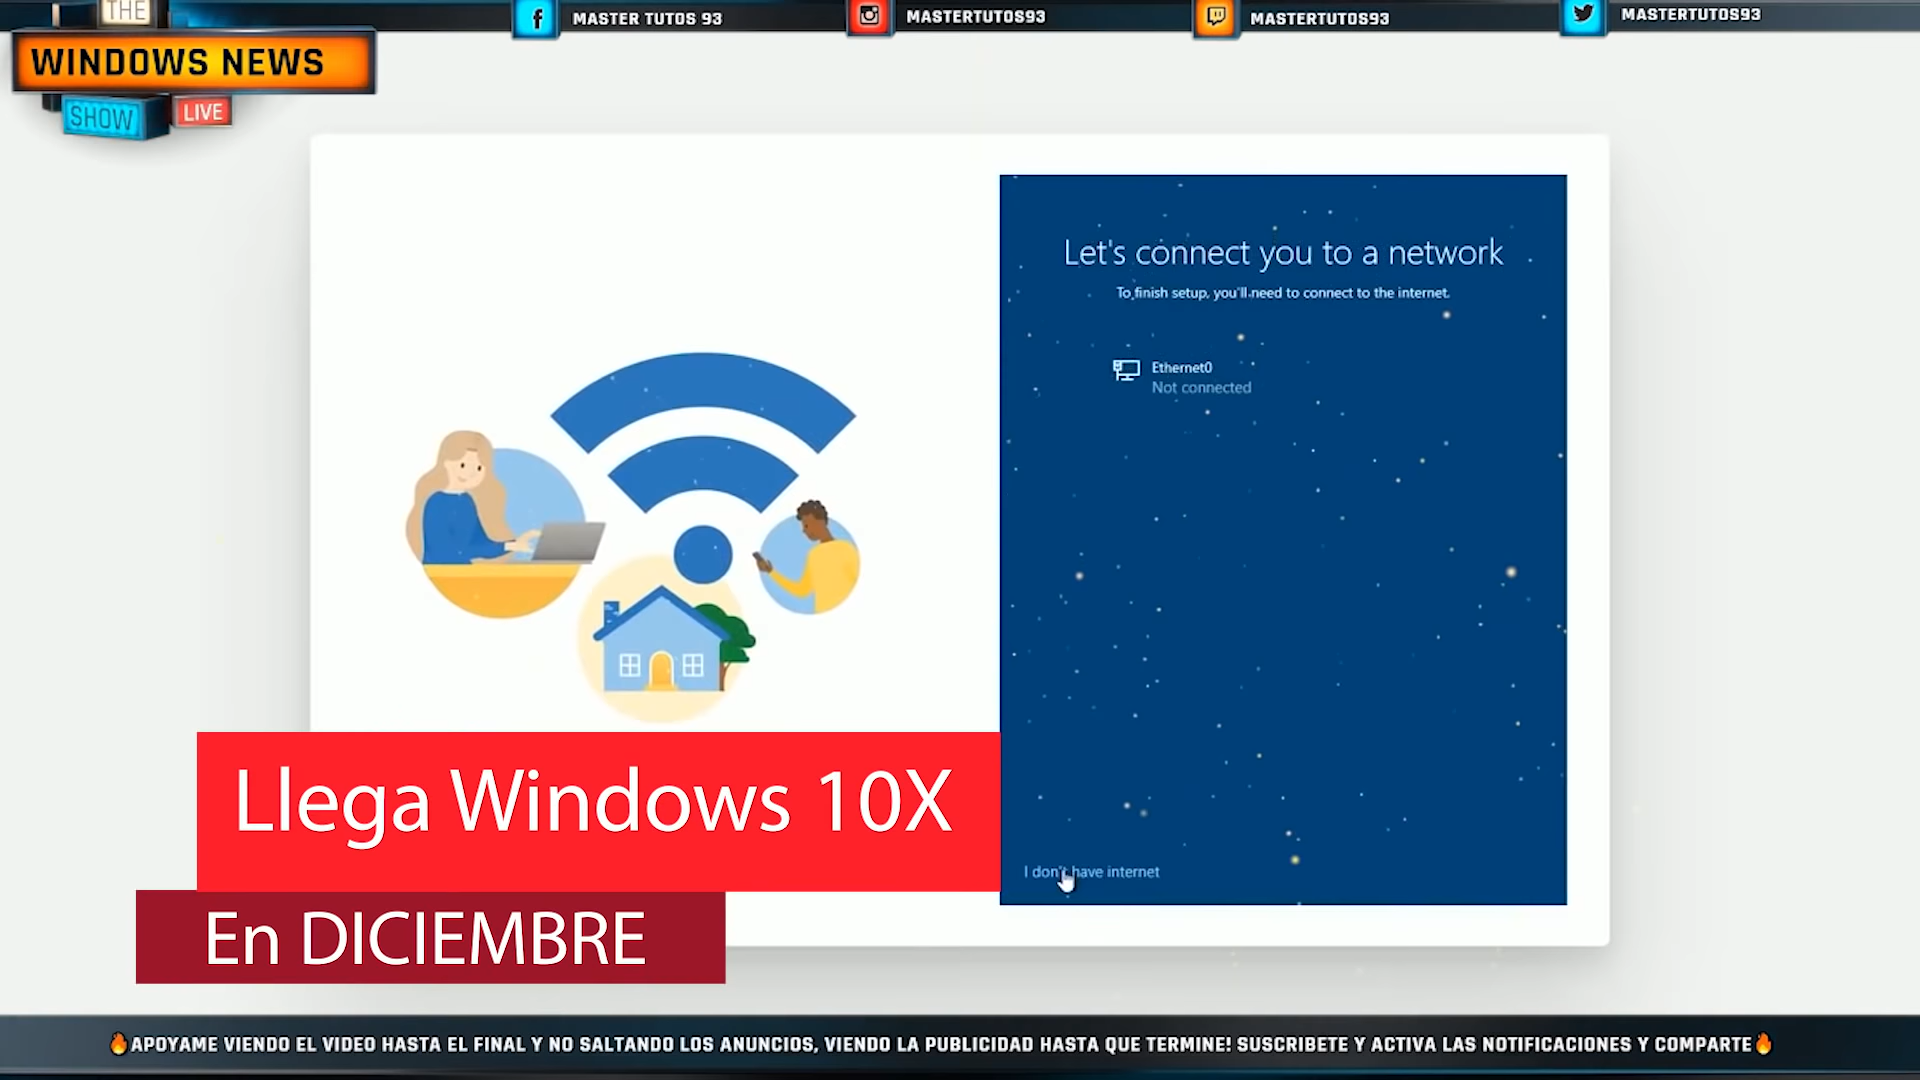 THE
WINDOWS NEWS
SHOW
LIVE
MASTER TUTOS 93
MASTERTUTOS93
MASTERTUTOS93
MASTERTUTOS93
Let's connect you to a network
To finish setup, you'll need to connect to the internet.
Ethernet0
Not connected
I don't have internet
Llega Windows 10X
En DICIEMBRE
🔥APOYAME VIENDO EL VIDEO HASTA EL FINAL Y NO SALTANDO LOS ANUNCIOS, VIENDO LA PUBLICIDAD HASTA QUE TERMINE! SUSCRIBETE Y ACTIVA LAS NOTIFICACIONES Y COMPARTE🔥